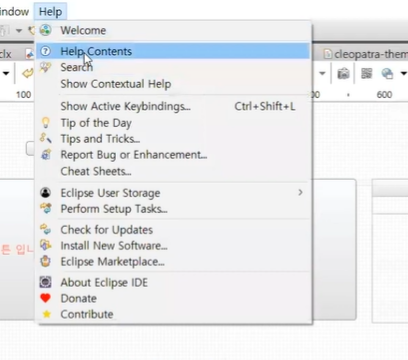 indow Help
clx
Welcome
Help Contents
cleopatra-them
Search
Show Contextual Help
100
300
600
Show Active Keybindings... Ctrl+Shift+L
Tip of the Day
Tips and Tricks...
Report Bug or Enhancement...
Cheat Sheets...
Eclipse User Storage
Perform Setup Tasks...
Check for Updates
튼 입니
Install New Software...
Eclipse Marketplace...
About Eclipse IDE
Donate
Contribute